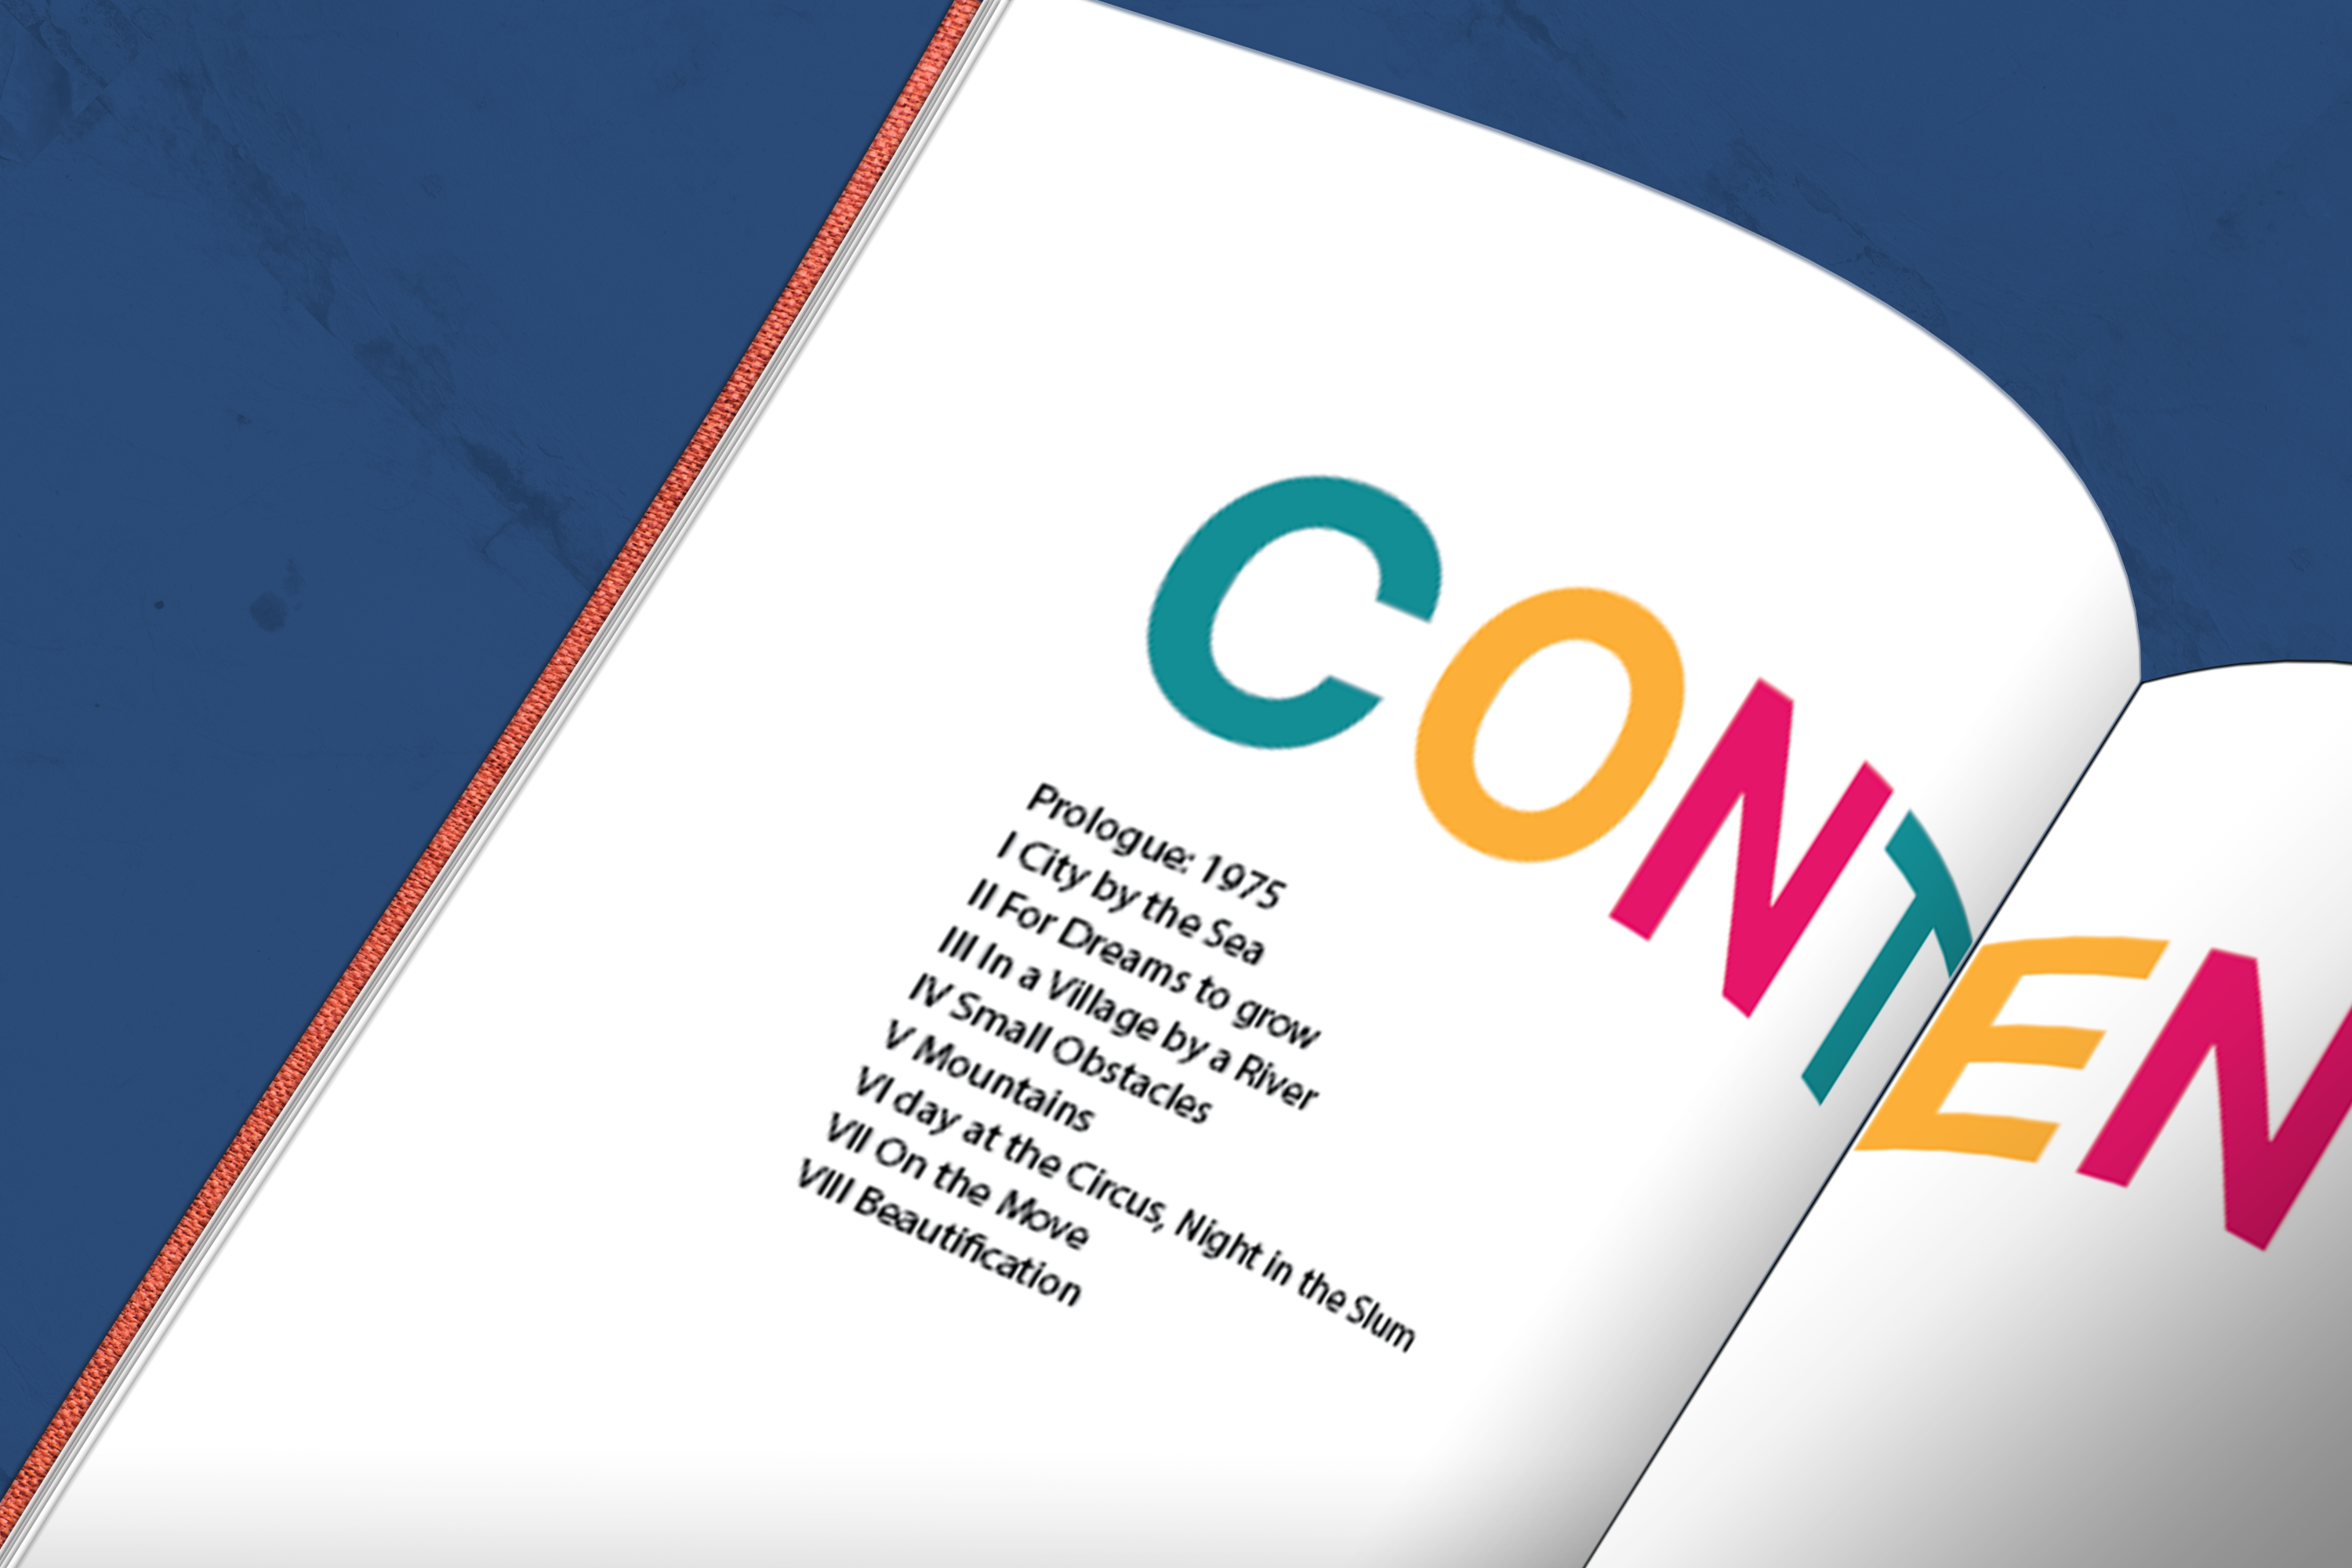 CONTEN
Prologue: 1975
I City by the Sea
II For Dreams to grow
III In a Village by a River
IV Small Obstacles
V Mountains
VI day at the Circus, Night in the Slum
VII On the Move
VIII Beautification